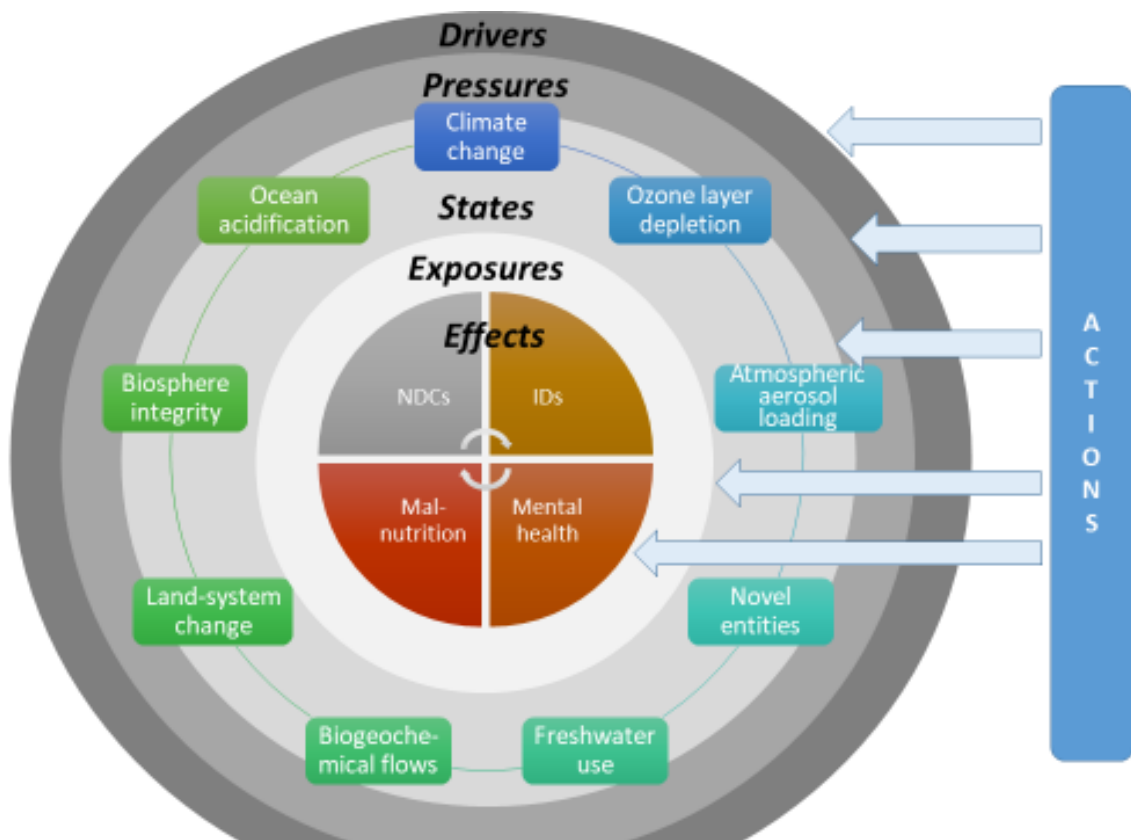 Drivers
Pressures
Climate
change
Ocean
acidification
Ozone layer
depletion
States
Exposures
Effects
NDCs
IDs
Biosphere
integrity
Atmospheric
aerosol
loading
Mal-
nutrition
Mental
health
Land-system
change
Novel
entities
Biogeoche-
mical flows
Freshwater
use
A
C
T
I
O
N
S